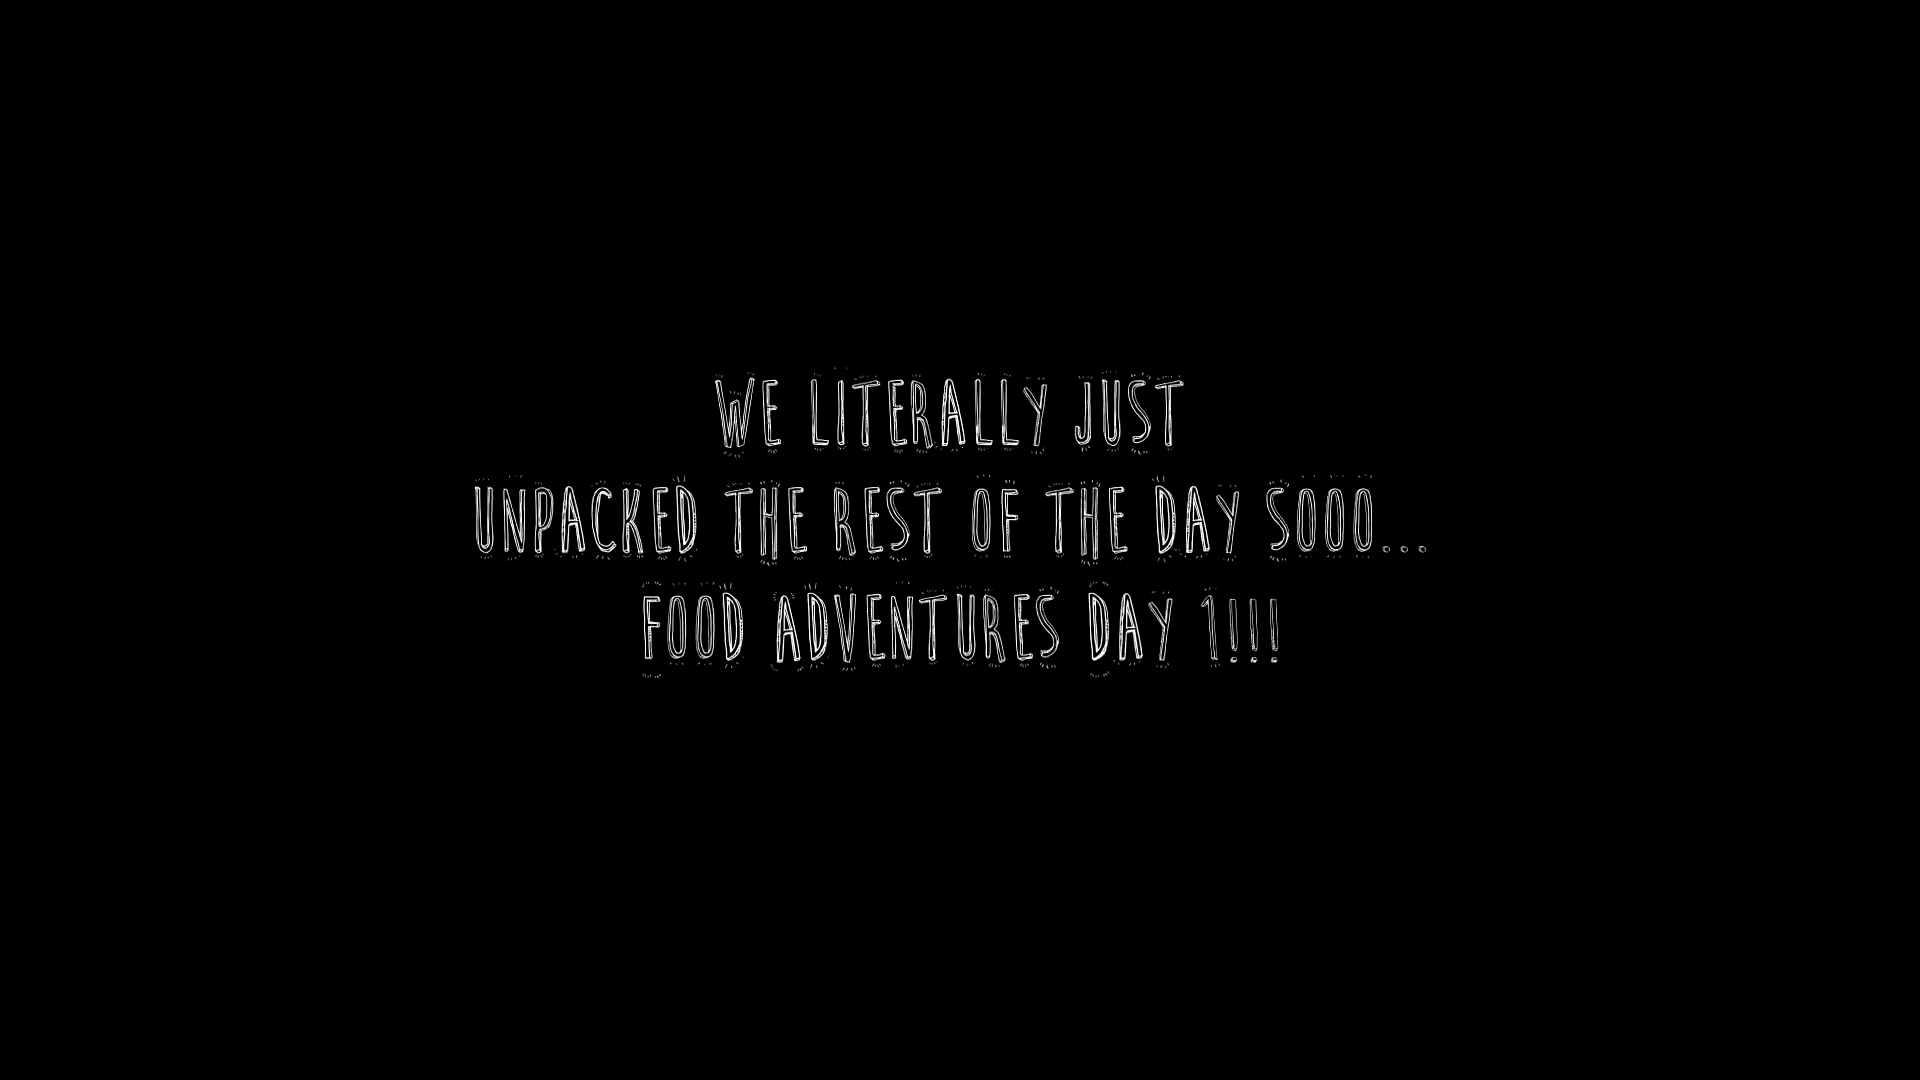 WE LITERALLY JUST
UNPACKED THE REST OF THE DAY SOOO...
FOOD ADVENTURES DAY 1!!!